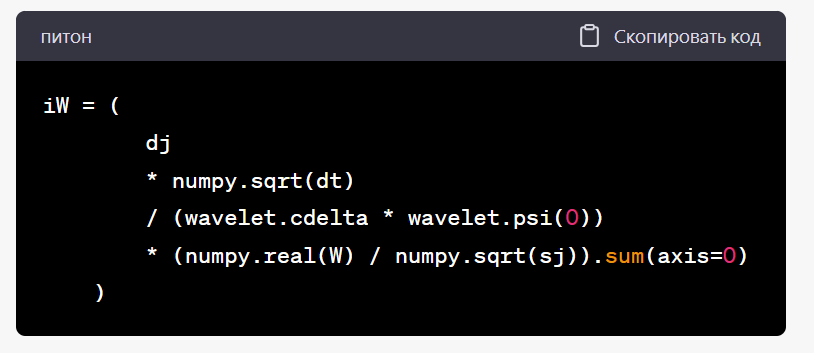 питон
Скопировать код
iW = (
dj
* numpy.sqrt(dt)
/ (wavelet.cdelta * wavelet.psi(0))
* (numpy.real(W) / numpy.sqrt(sj)).sum(axis=0)
)